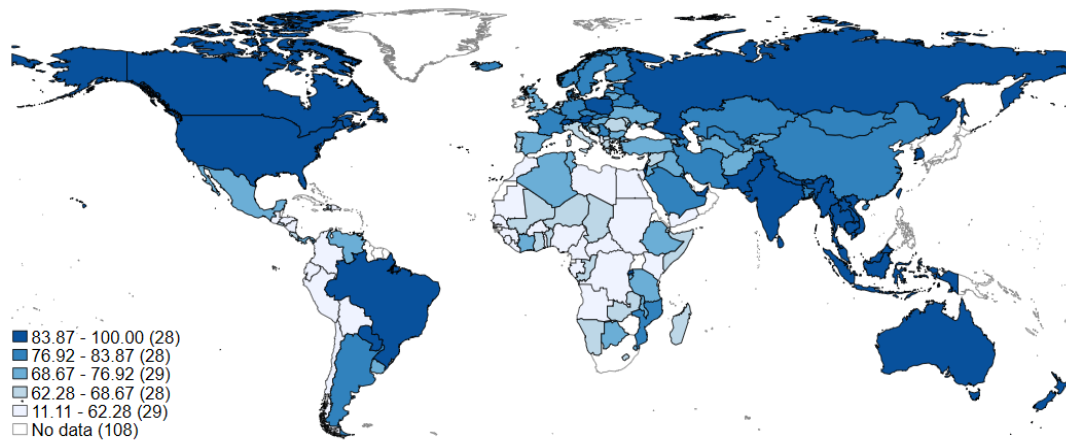 83.87 - 100.00 (28)
76.92 - 83.87 (28)
68.67 - 76.92 (29)
62.28 - 68.67 (28)
11.11 - 62.28 (29)
No data (108)